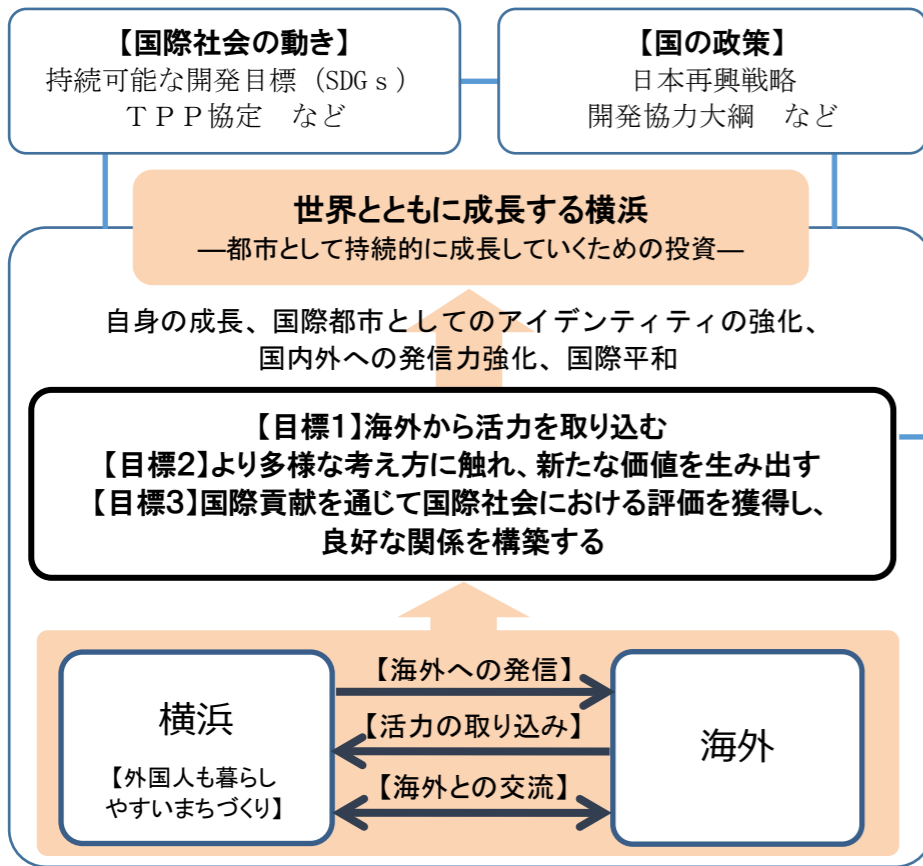 【国際社会の動き】
持続可能な開発目標（SDGｓ）
ＴＰＰ協定　など
【国の政策】
日本再興戦略
開発協力大綱　など
世界とともに成長する横浜
―都市として持続的に成長していくための投資―
自身の成長、国際都市としてのアイデンティティの強化、
国内外への発信力強化、国際平和
【目標1】海外から活力を取り込む
【目標2】より多様な考え方に触れ、新たな価値を生み出す
【目標3】国際貢献を通じて国際社会における評価を獲得し、
良好な関係を構築する
横浜
【外国人も暮らし
やすいまちづくり】
【海外への発信】
【活力の取り込み】
【海外との交流】
海外